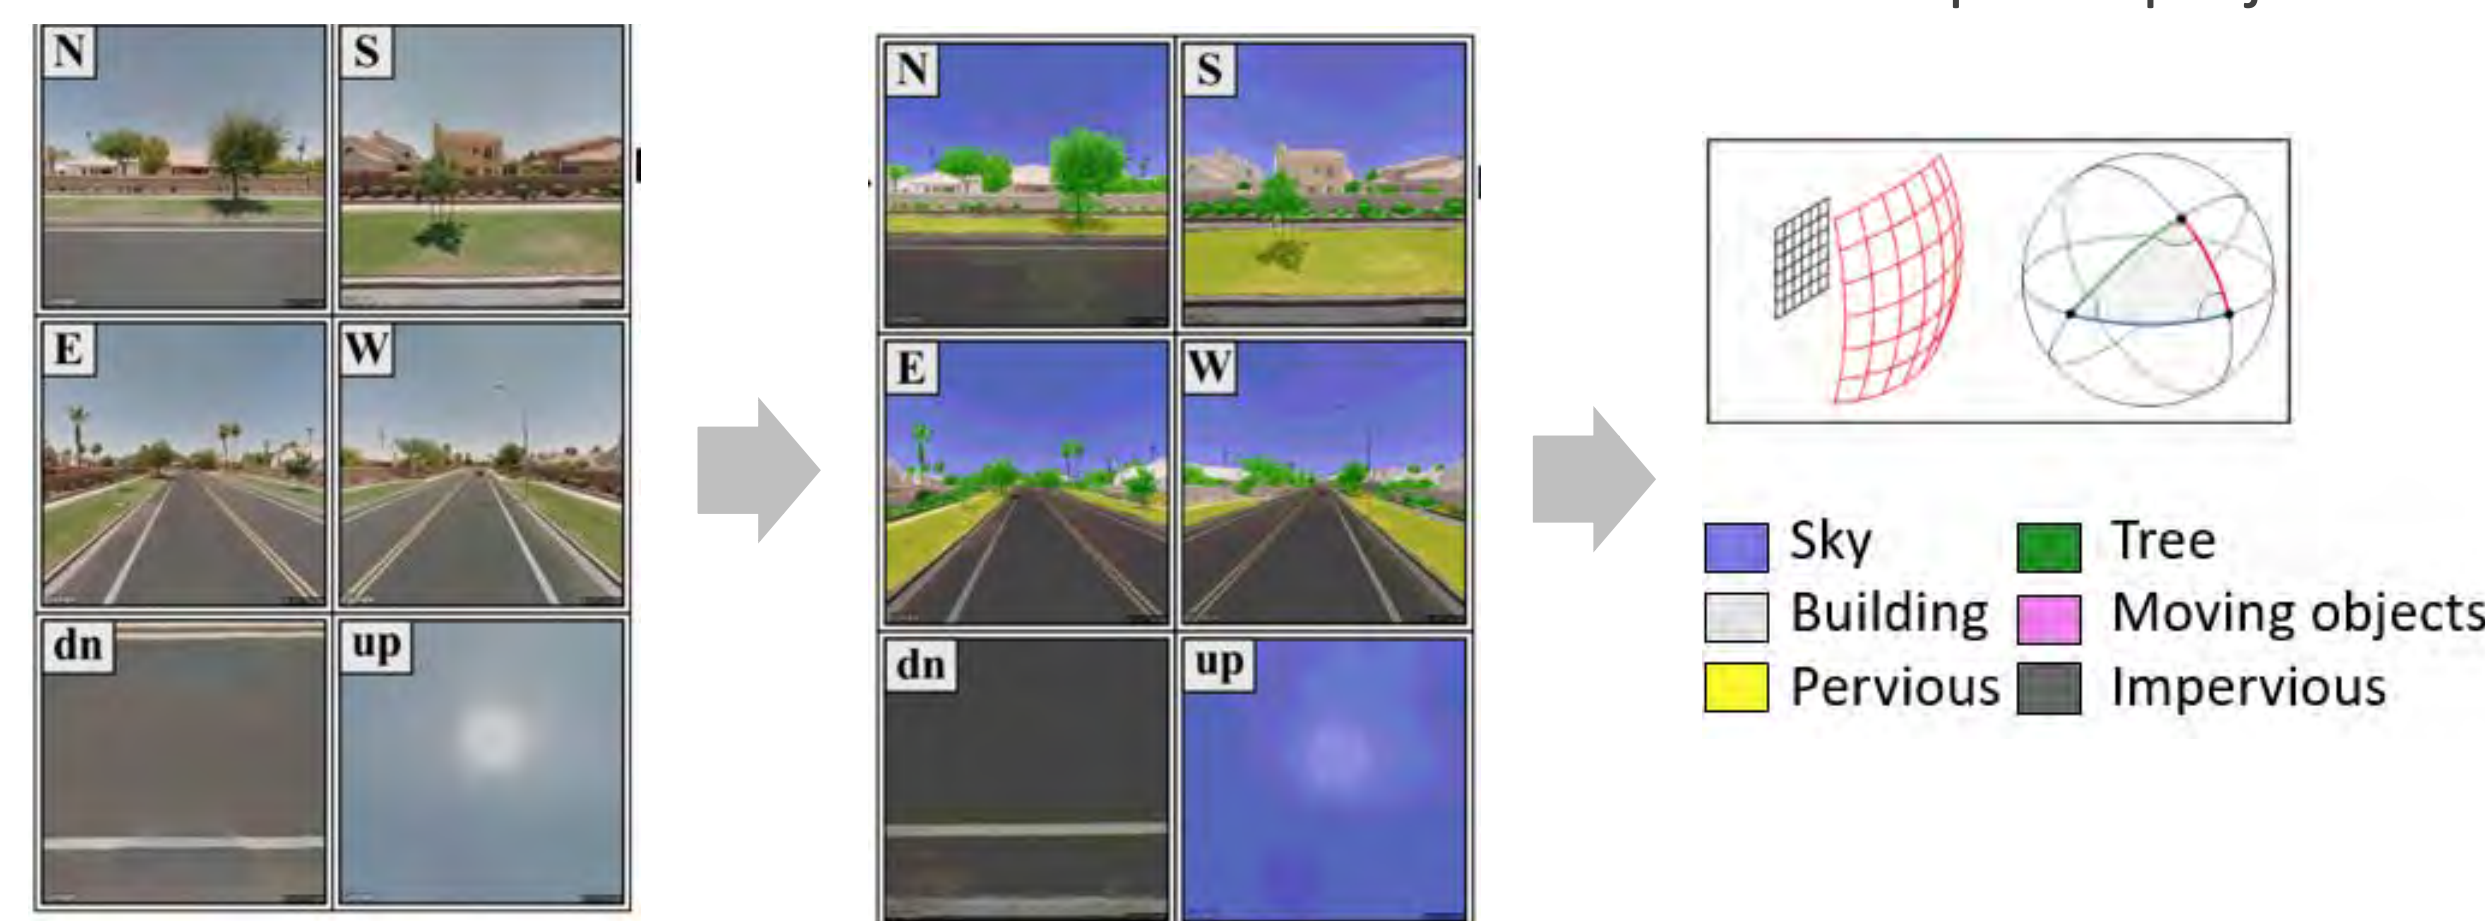 N S
E W
dn up
N S
E W
dn up
Sky Tree
Building Moving objects
Pervious Impervious